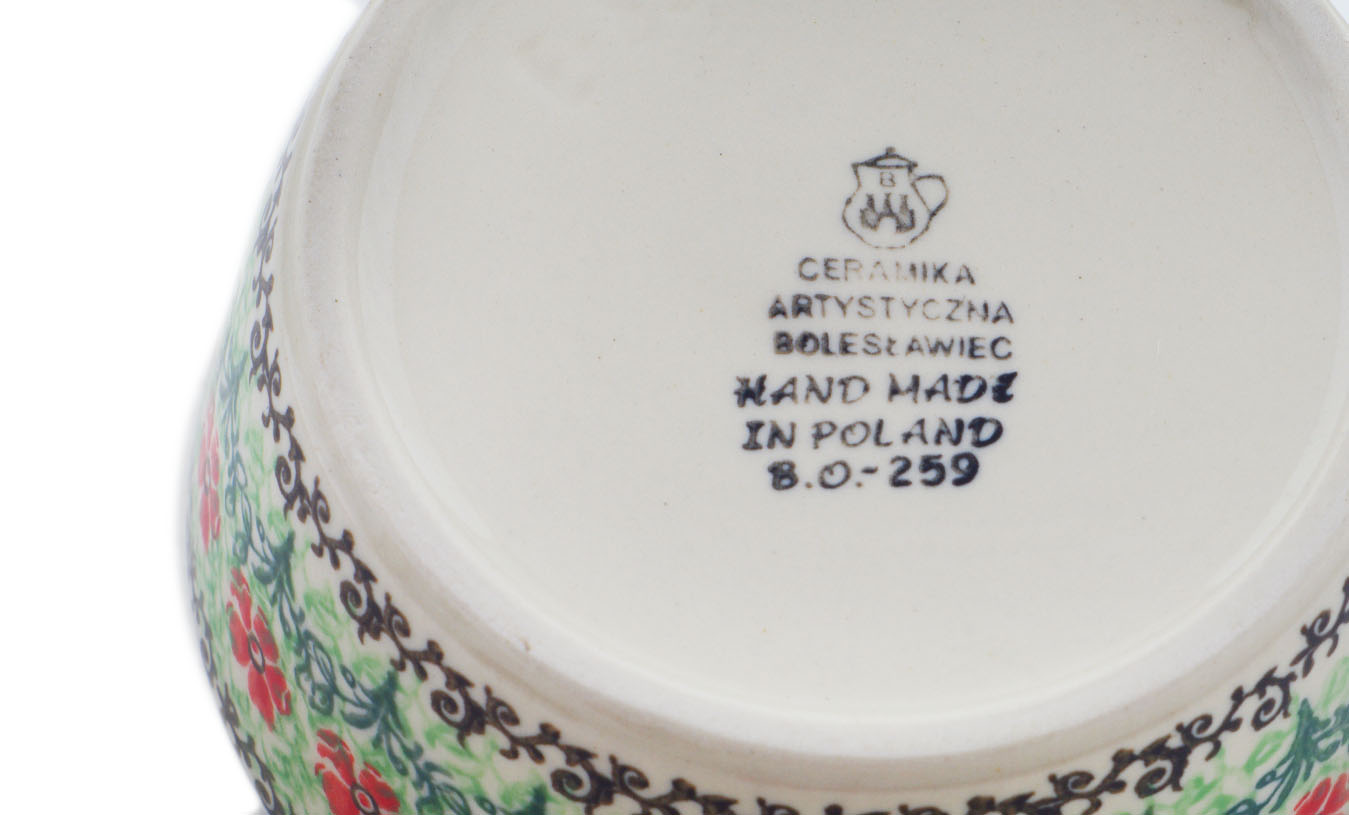 B
CERAMIKA
ARTYSTYCZNA
BOLESŁAWIEC
HAND MADE
IN POLAND
B.O.-259